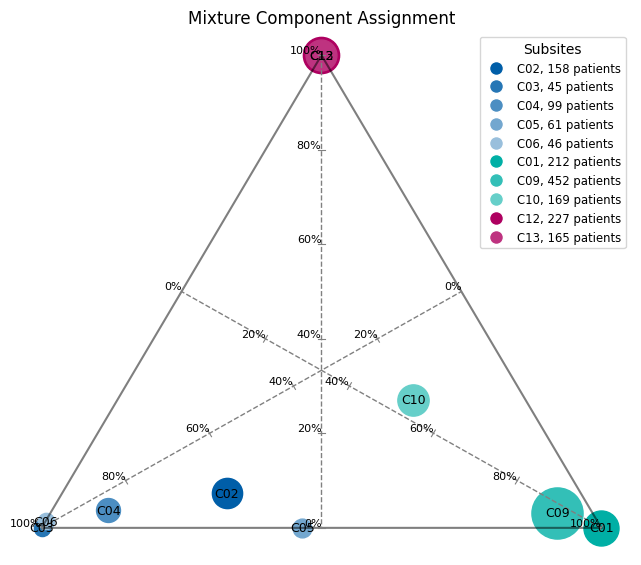 Mixture Component Assignment
Subsites
C02, 158 patients
C03, 45 patients
C04, 99 patients
C05, 61 patients
C06, 46 patients
C01, 212 patients
C09, 452 patients
C10, 169 patients
C12, 227 patients
C13, 165 patients
100%
C13
80%
60%
0%
0%
20%
40%
20%
40%
40%
C10
60%
20%
60%
80%
80%
C02
C04
C09
100%
C06
C03
C05
0%
100%
C01